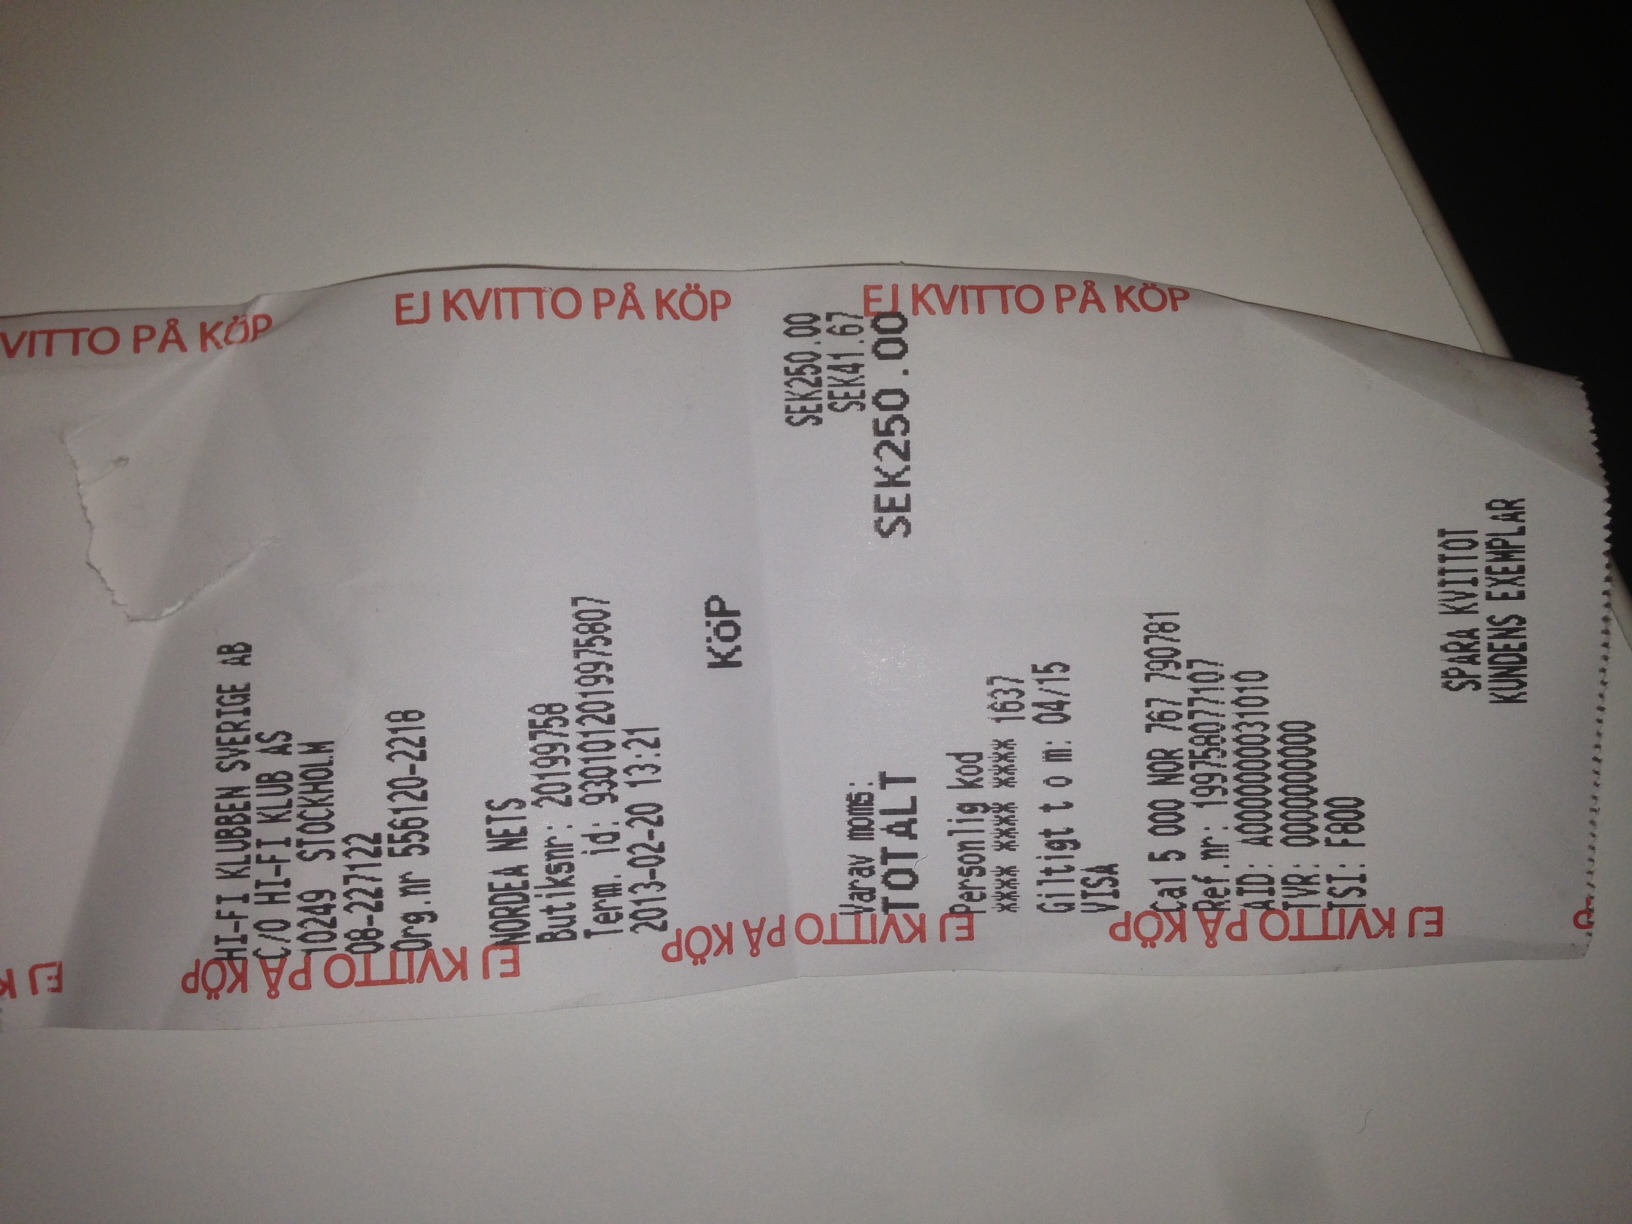 HI-FI KLUBBEN SVERIGE AB
C/O HI-FI KLUB AS
10249 STOCKHOLM
08-227122
Org.nr 556120-2218
NORDEA NETS
Butiksnr: 20199758
Term. id: 9301012019975807
2013-02-20 13:21
KöP
SEK250.00
Varav moms: SEK41.67
TOTALT SEK250.00
Personlig kod
**** **** **** 1637
Giltigt t o m: 04/15
VISA
Ca1 5 000 NOR 767 790781
Ref.nr: 199758077107
AID: A0000000031010
TVR: 0000000000
TSI: F800
SPARA KVITTOT
KUNDENS EXEMPLAR
EJ K
EJ KVITTO PÅ KÖP
EJ KVITTO PÅ KÖP
EJ KVITTO PÅ KÖP
P
VITTO PÅ KÖP
EJ KVITTO PÅ KÖP
EJ KVITTO PÅ KÖP